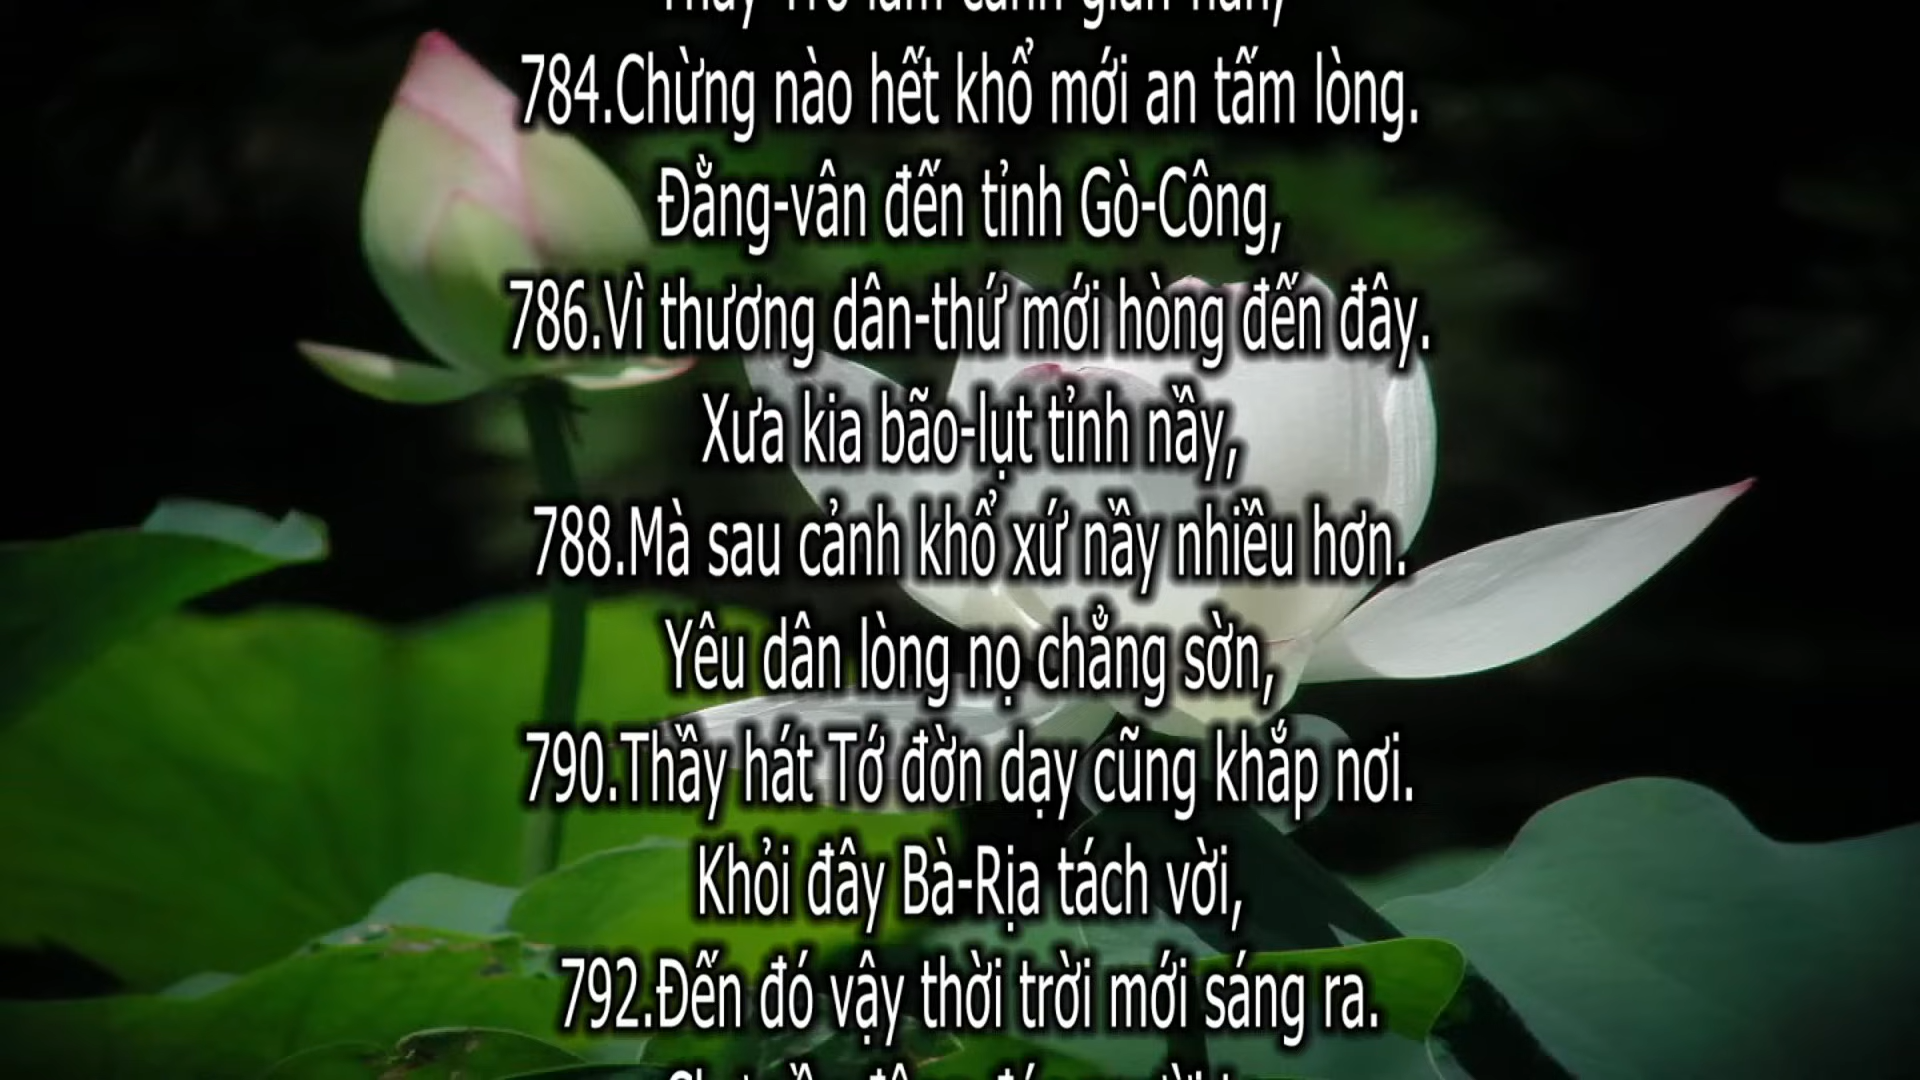 784.Chừng nào hết khổ mới an tấm lòng.
Đằng-vân đến tỉnh Gò-Công,
786.Vì thương dân-thứ mới hòng đến đây.
Xưa kia bão-lụt tỉnh nầy,
788.Mà sau cảnh khổ xứ nầy nhiều hơn.
Yêu dân lòng nọ chẳng sờn,
790.Thầy hát Tớ đờn dạy cũng khắp nơi.
Khỏi đây Bà-Rịa tách vời,
792.Đến đó vậy thời trời mới sáng ra.